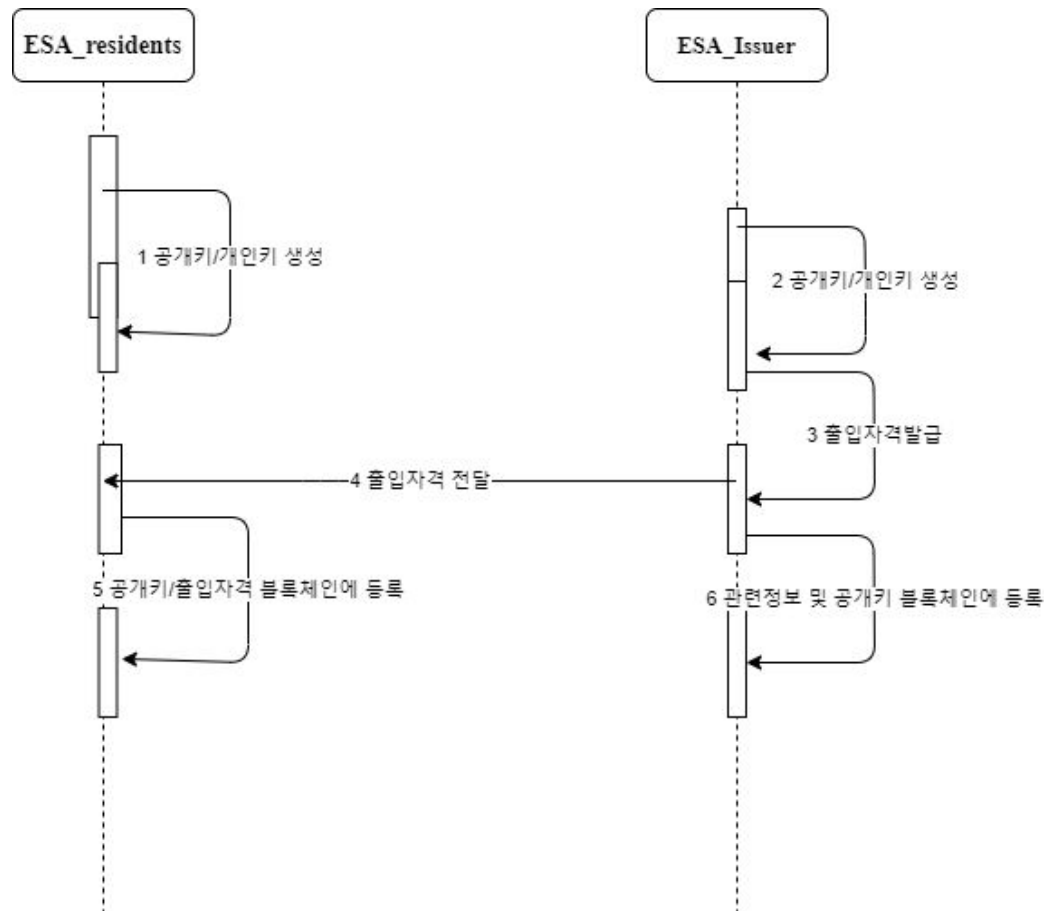 ESA_residents
ESA_Issuer
1 공개키/개인키 생성
2 공개키/개인키 생성
3 출입자격발급
4 출입자격 전달
5 공개키/출입자격 블록체인에 등록
6 관련정보 및 공개키 블록체인에 등록